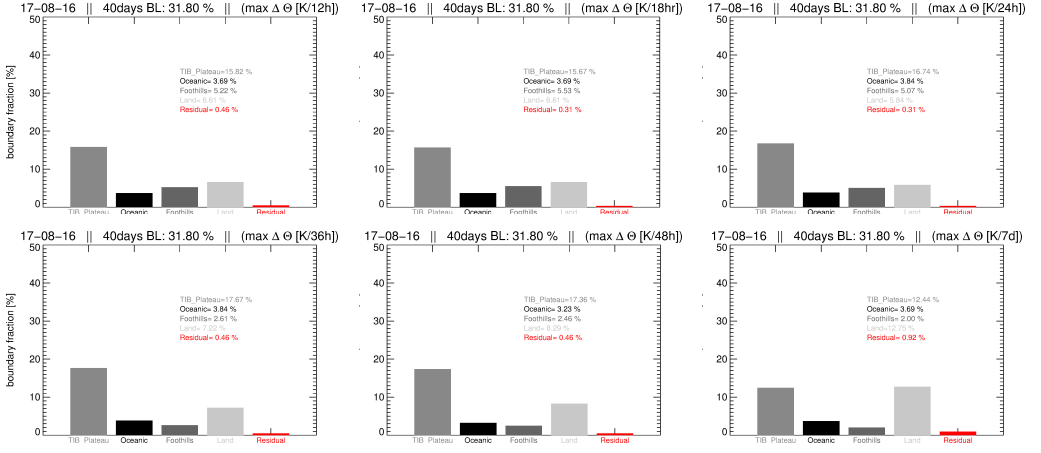 17-08-16 || 40days BL: 31.80 % || (max Δ Θ [K/12h])
50
40
30
20
10
0
boundary fraction [%]
TIB_Plateau=15.82 %
Oceanic= 3.69 %
Foothills= 5.22 %
Land= 6.61 %
Residual= 0.46 %
TIB_Plateau Oceanic Foothills Land Residual
17-08-16 || 40days BL: 31.80 % || (max Δ Θ [K/18hr])
50
40
30
20
10
0
TIB_Plateau=15.67 %
Oceanic= 3.69 %
Foothills= 5.53 %
Land= 6.61 %
Residual= 0.31 %
TIB_Plateau Oceanic Foothills Land Residual
17-08-16 || 40days BL: 31.80 % || (max Δ Θ [K/24h])
50
40
30
20
10
0
TIB_Plateau=16.74 %
Oceanic= 3.84 %
Foothills= 5.07 %
Land= 5.84 %
Residual= 0.31 %
TIB_Plateau Oceanic Foothills Land Residual
17-08-16 || 40days BL: 31.80 % || (max Δ Θ [K/36h])
50
40
30
20
10
0
boundary fraction [%]
TIB_Plateau=17.67 %
Oceanic= 3.84 %
Foothills= 2.61 %
Land= 7.22 %
Residual= 0.46 %
TIB_Plateau Oceanic Foothills Land Residual
17-08-16 || 40days BL: 31.80 % || (max Δ Θ [K/48h])
50
40
30
20
10
0
TIB_Plateau=17.36 %
Oceanic= 3.23 %
Foothills= 2.46 %
Land= 8.29 %
Residual= 0.46 %
TIB_Plateau Oceanic Foothills Land Residual
17-08-16 || 40days BL: 31.80 % || (max Δ Θ [K/7d])
50
40
30
20
10
0
TIB_Plateau=12.44 %
Oceanic= 3.69 %
Foothills= 2.00 %
Land=12.75 %
Residual= 0.92 %
TIB_Plateau Oceanic Foothills Land Residual